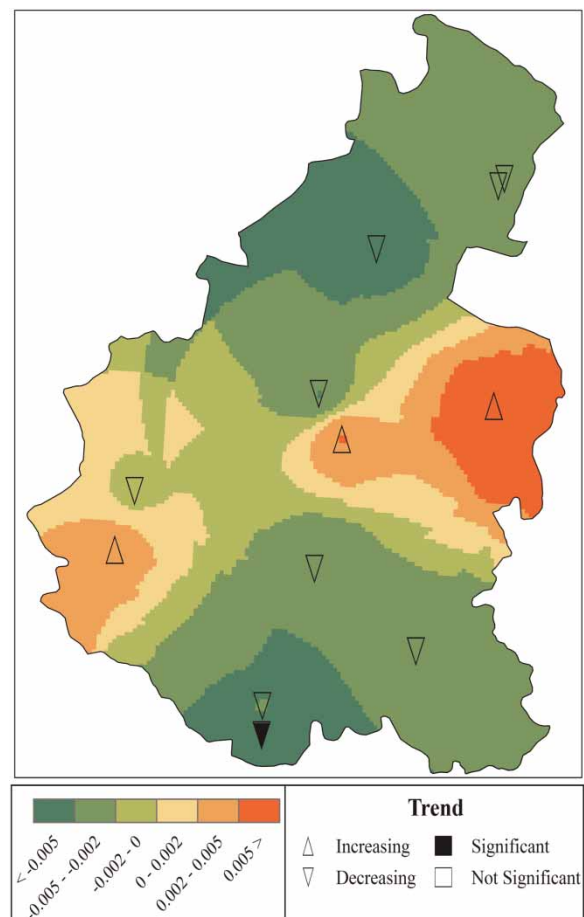 < -0.005
-0.005 - -0.002
-0.002 - 0
0 - 0.002
0.002 - 0.005
0.005 >
Trend
Increasing
Significant
Decreasing
Not Significant